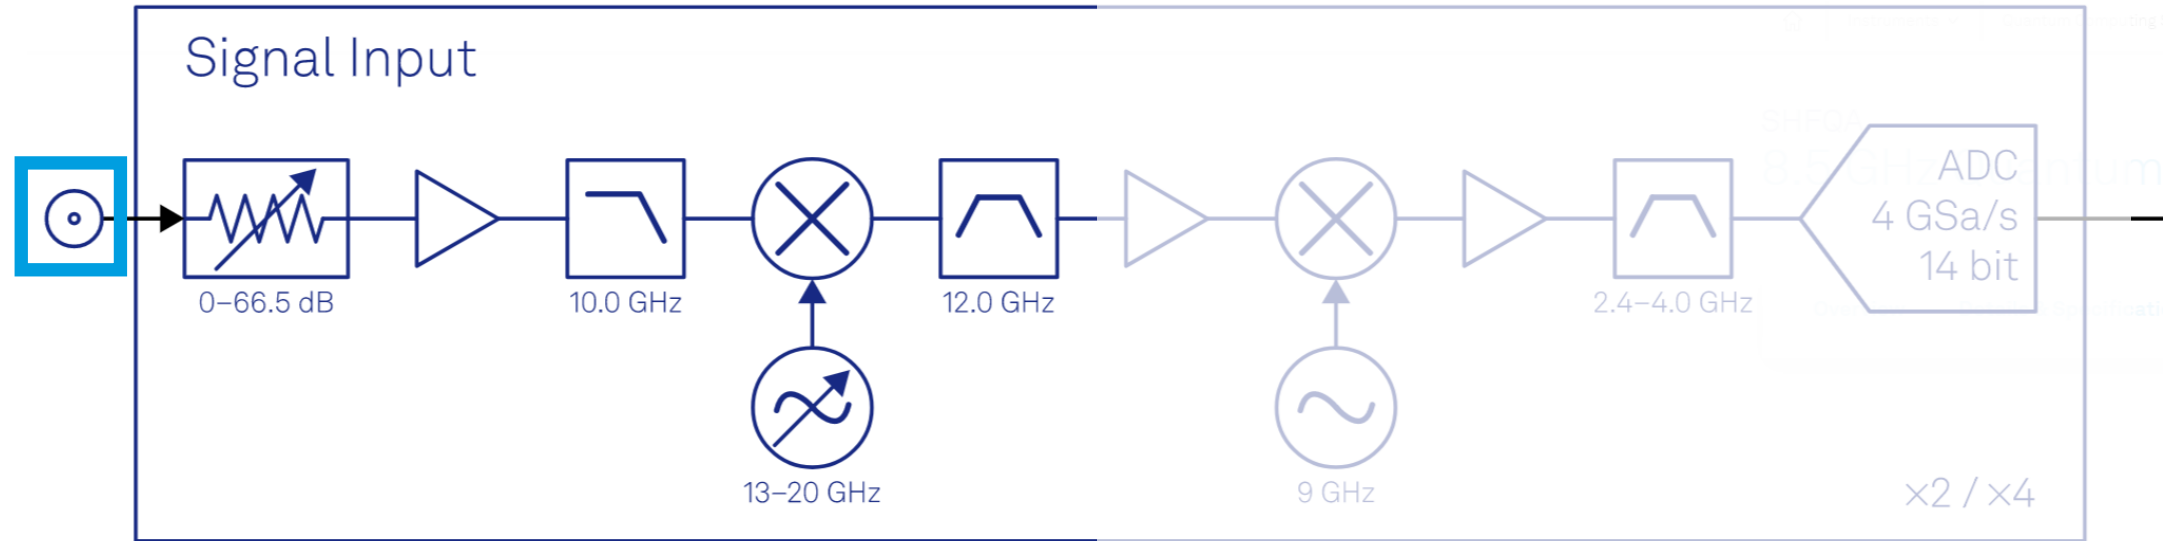 Signal Input
ADC
4 GSa/s
14 bit
0–66.5 dB
10.0 GHz
12.0 GHz
2.4–4.0 GHz
13–20 GHz
9 GHz
×2 / ×4
SHFQA